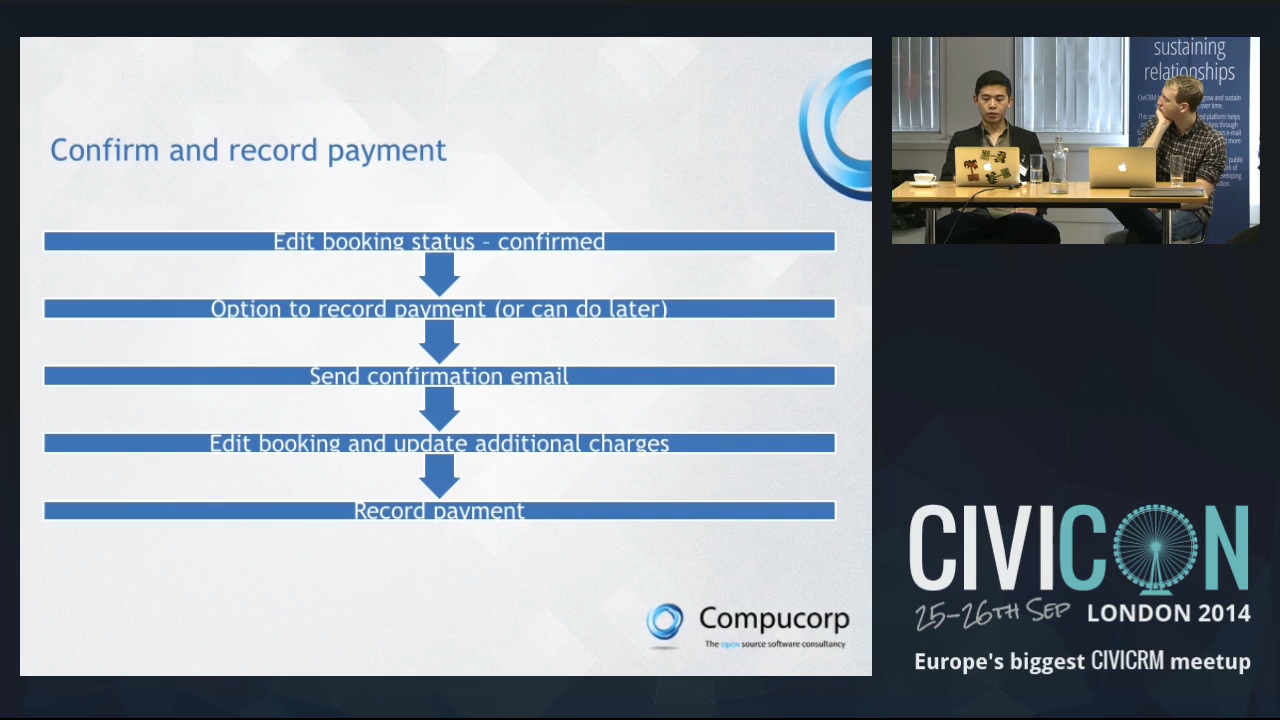 Confirm and record payment
Edit booking status – confirmed
Option to record payment (or can do later)
Send confirmation email
Edit booking and update additional charges
Record payment
Compucorp
The open source software consultancy
sustaining
relationships
CIVICON
25-26TH SEP LONDON 2014
Europe's biggest CIVICRM meetup